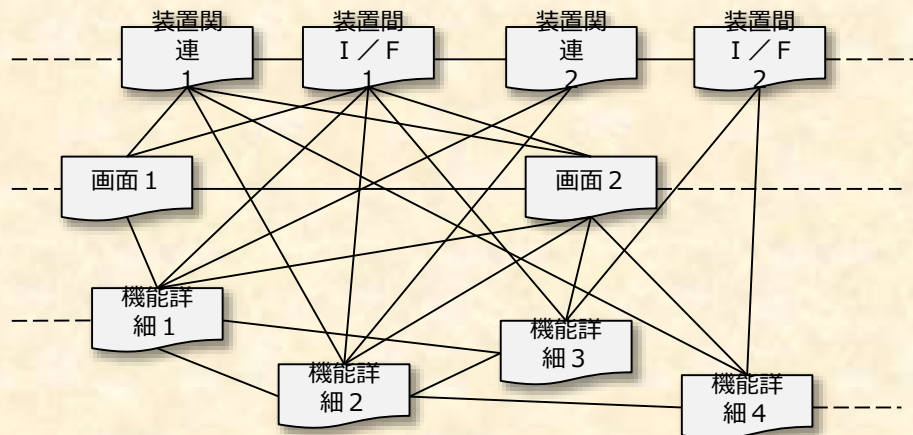 装置関
連
1
装置間
Ｉ／Ｆ
1
装置関
連
2
装置間
Ｉ／Ｆ
2
画面１
画面２
機能詳
細１
機能詳
細２
機能詳
細３
機能詳
細４